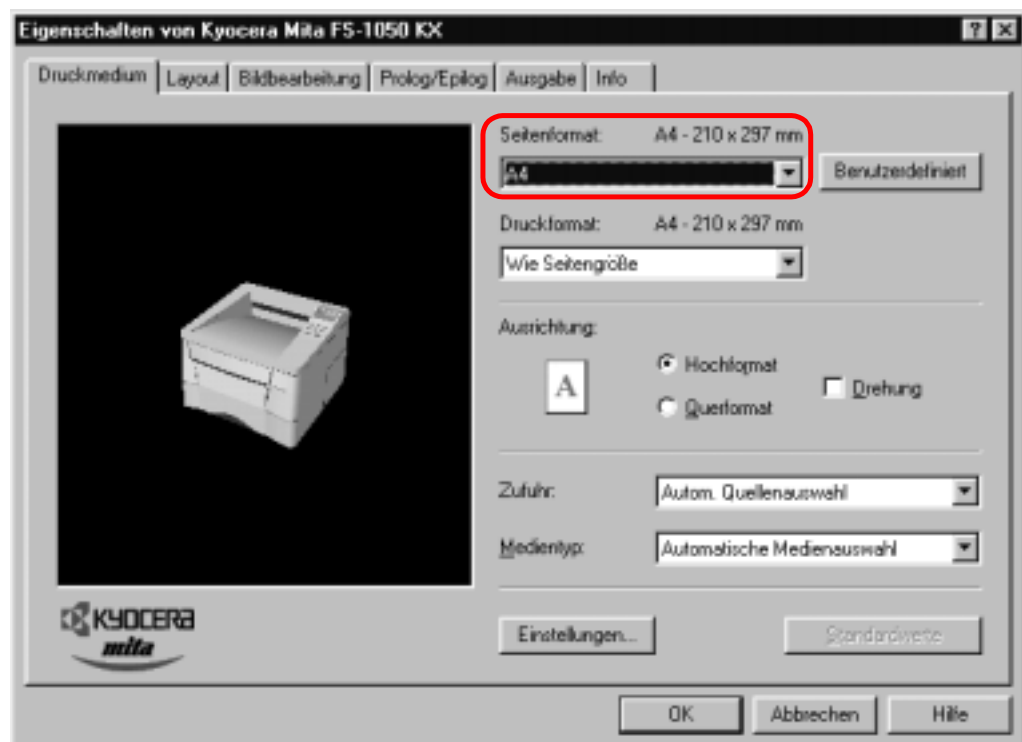 Eigenschaften von Kyocera Mita FS-1050 KX
Druckmedium Layout Bildbearbeitung Prolog/Epilog Ausgabe Info
Seitenformat: A4 - 210 x 297 mm
A4 Benutzerdefiniert
Druckformat: A4 - 210 x 297 mm
Wie Seitengröße
Ausrichtung:
A
Hochformat
Drehung
Querformat
Zufuhr: Autom. Quellenauswahl
Medientyp: Automatische Medienauswahl
KYOCERA
mita
Einstellungen... Standardwerte
OK Abbrechen Hilfe